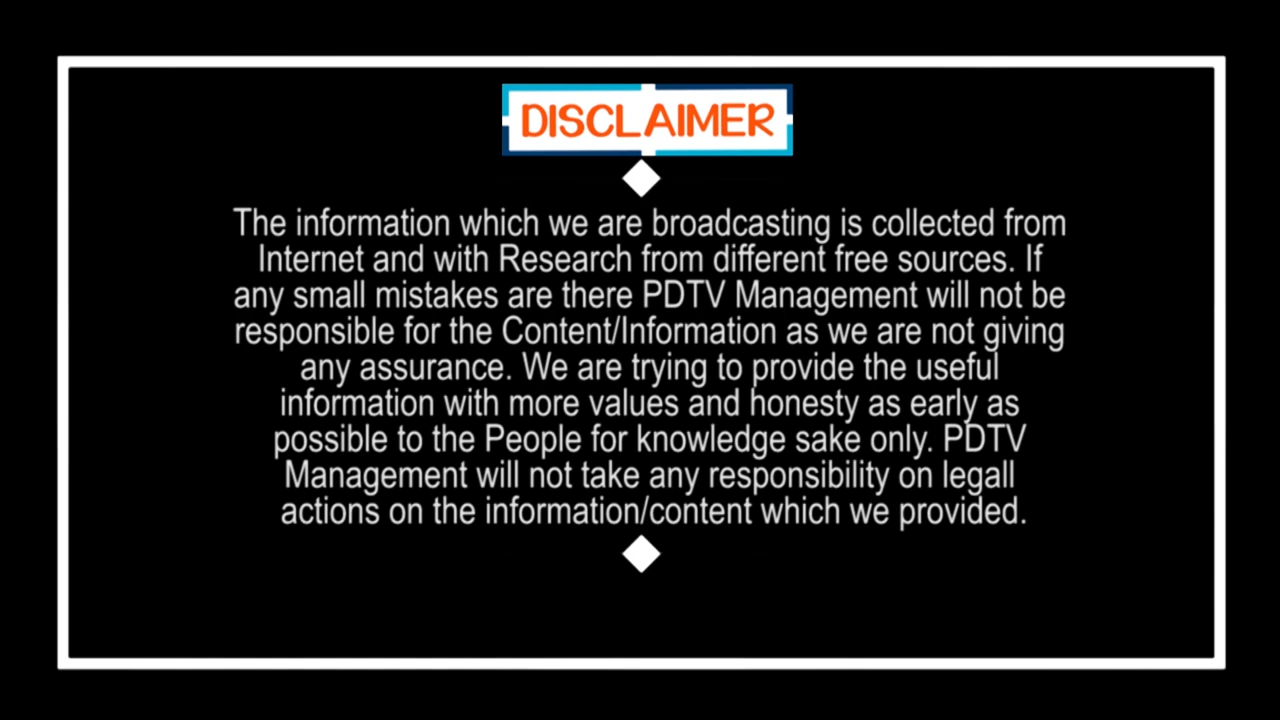 DISCLAIMER
The information which we are broadcasting is collected from
Internet and with Research from different free sources. If
any small mistakes are there PDTV Management will not be
responsible for the Content/Information as we are not giving
any assurance. We are trying to provide the useful
information with more values and honesty as early as
possible to the People for knowledge sake only. PDTV
Management will not take any responsibility on legall
actions on the information/content which we provided.